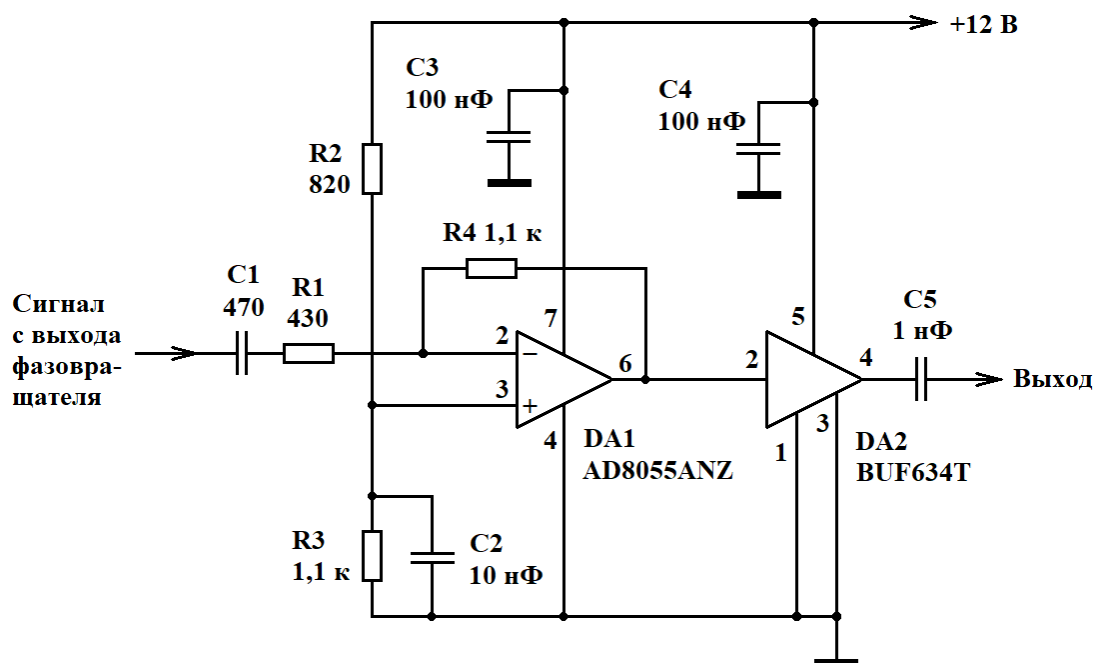 +12 В
C3
100 нФ
C4
100 нФ
R2
820
R4 1,1 к
C1
470
R1
430
Сигнал
с выхода
фазовра-
щателя
2
−
7
3
+
6
4
DA1
AD8055ANZ
5
2
4
1
3
C5
1 нФ
Выход
DA2
BUF634T
R3
1,1 к
C2
10 нФ